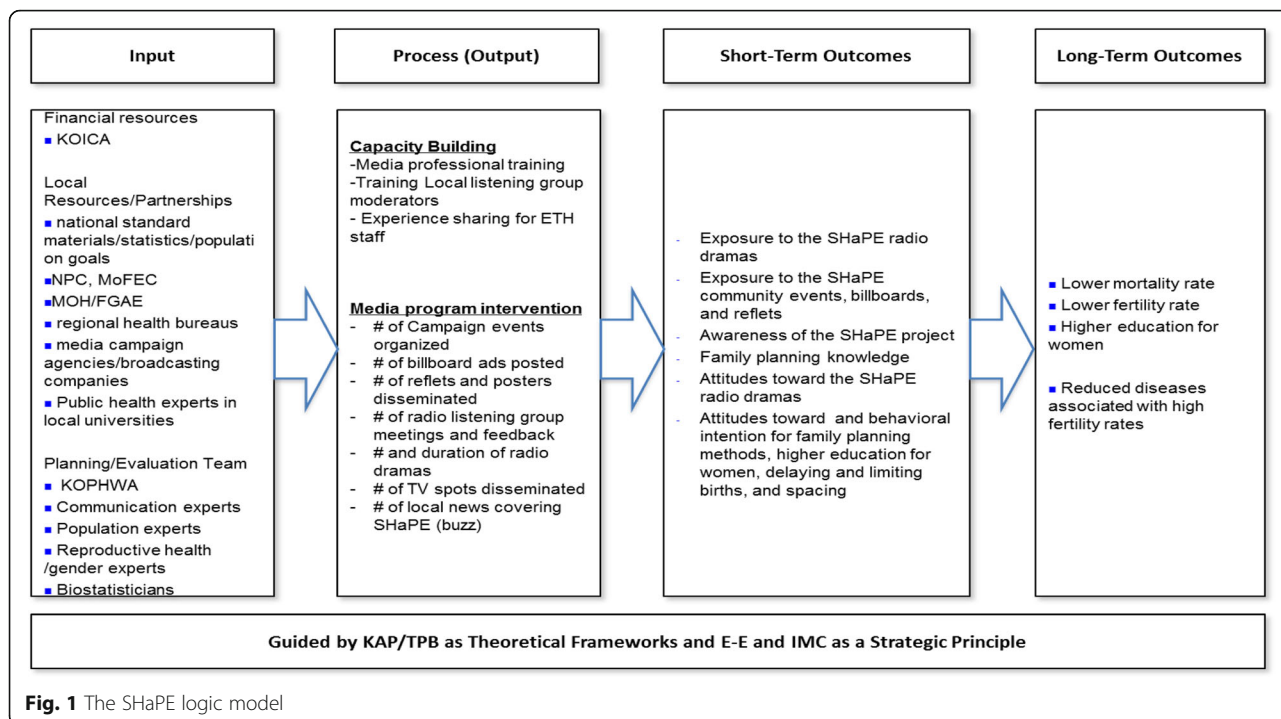 Input
Process (Output)
Short-Term Outcomes
Long-Term Outcomes
Financial resources
■ KOICA
Local
Resources/Partnerships
■ national standard
materials/statistics/populati
on goals
■NPC, MoFEC
■MOH/FGAE
■ regional health bureaus
■ media campaign
agencies/broadcasting
companies
■ Public health experts in
local universities
Planning/Evaluation Team
■ KOPHWA
■ Communication experts
■ Population experts
■ Reproductive health
/gender experts
■ Biostatisticians
Capacity Building
-Media professional training
-Training Local listening group
moderators
- Experience sharing for ETH
staff
Media program intervention
- # of Campaign events
organized
- # of billboard ads posted
- # of reflets and posters
disseminated
- # of radio listening group
meetings and feedback
- # and duration of radio
dramas
- # of TV spots disseminated
- # of local news covering
SHaPE (buzz)
- Exposure to the SHaPE radio
dramas
- Exposure to the SHaPE
community events, billboards,
and reflets
- Awareness of the SHaPE project
- Family planning knowledge
- Attitudes toward the SHaPE
radio dramas
- Attitudes toward and behavioral
intention for family planning
methods, higher education for
women, delaying and limiting
births, and spacing
■ Lower mortality rate
■ Lower fertility rate
■ Higher education for
women
■ Reduced diseases
associated with high
fertility rates
Guided by KAP/TPB as Theoretical Frameworks and E-E and IMC as a Strategic Principle
Fig. 1 The SHaPE logic model